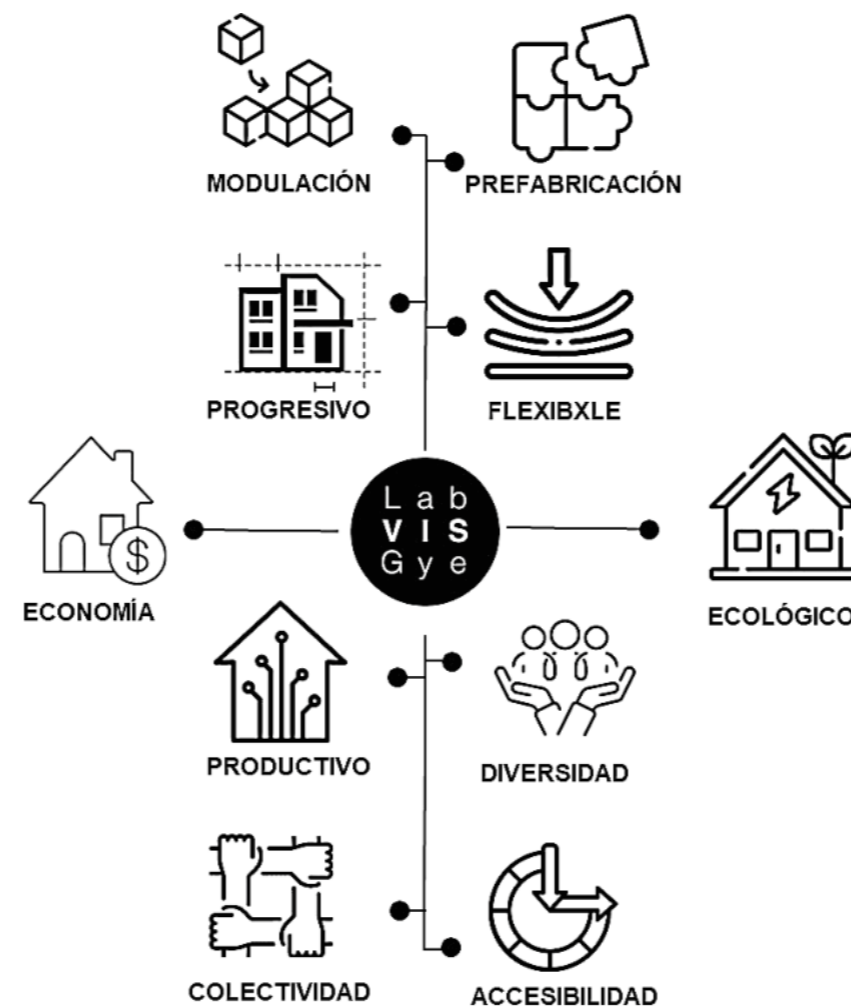 MODULACIÓN
PREFABRICACIÓN
PROGRESIVO
FLEXIBXLE
Lab
VIS
Gye
$
ECONOMÍA
ECOLÓGICO
PRODUCTIVO
DIVERSIDAD
COLECTIVIDAD
ACCESIBILIDAD